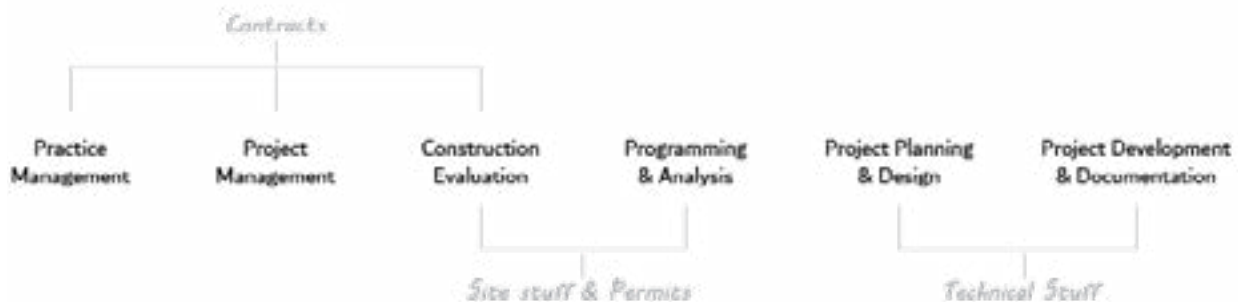 Contracts
Practice
Management
Project
Management
Construction
Evaluation
Programming
& Analysis
Project Planning
& Design
Project Development
& Documentation
Site stuff & Permits
Technical Stuff